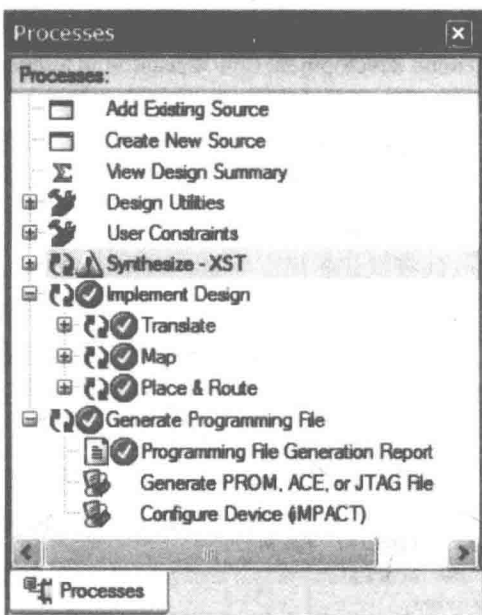 Processes
Processes:
Add Existing Source
Create New Source
View Design Summary
Design Utilities
User Constraints
Synthesize - XST
Implement Design
Translate
Map
Place & Route
Generate Programming File
Programming File Generation Report
Generate PROM, ACE, or JTAG File
Configure Device (iMPACT)
Processes